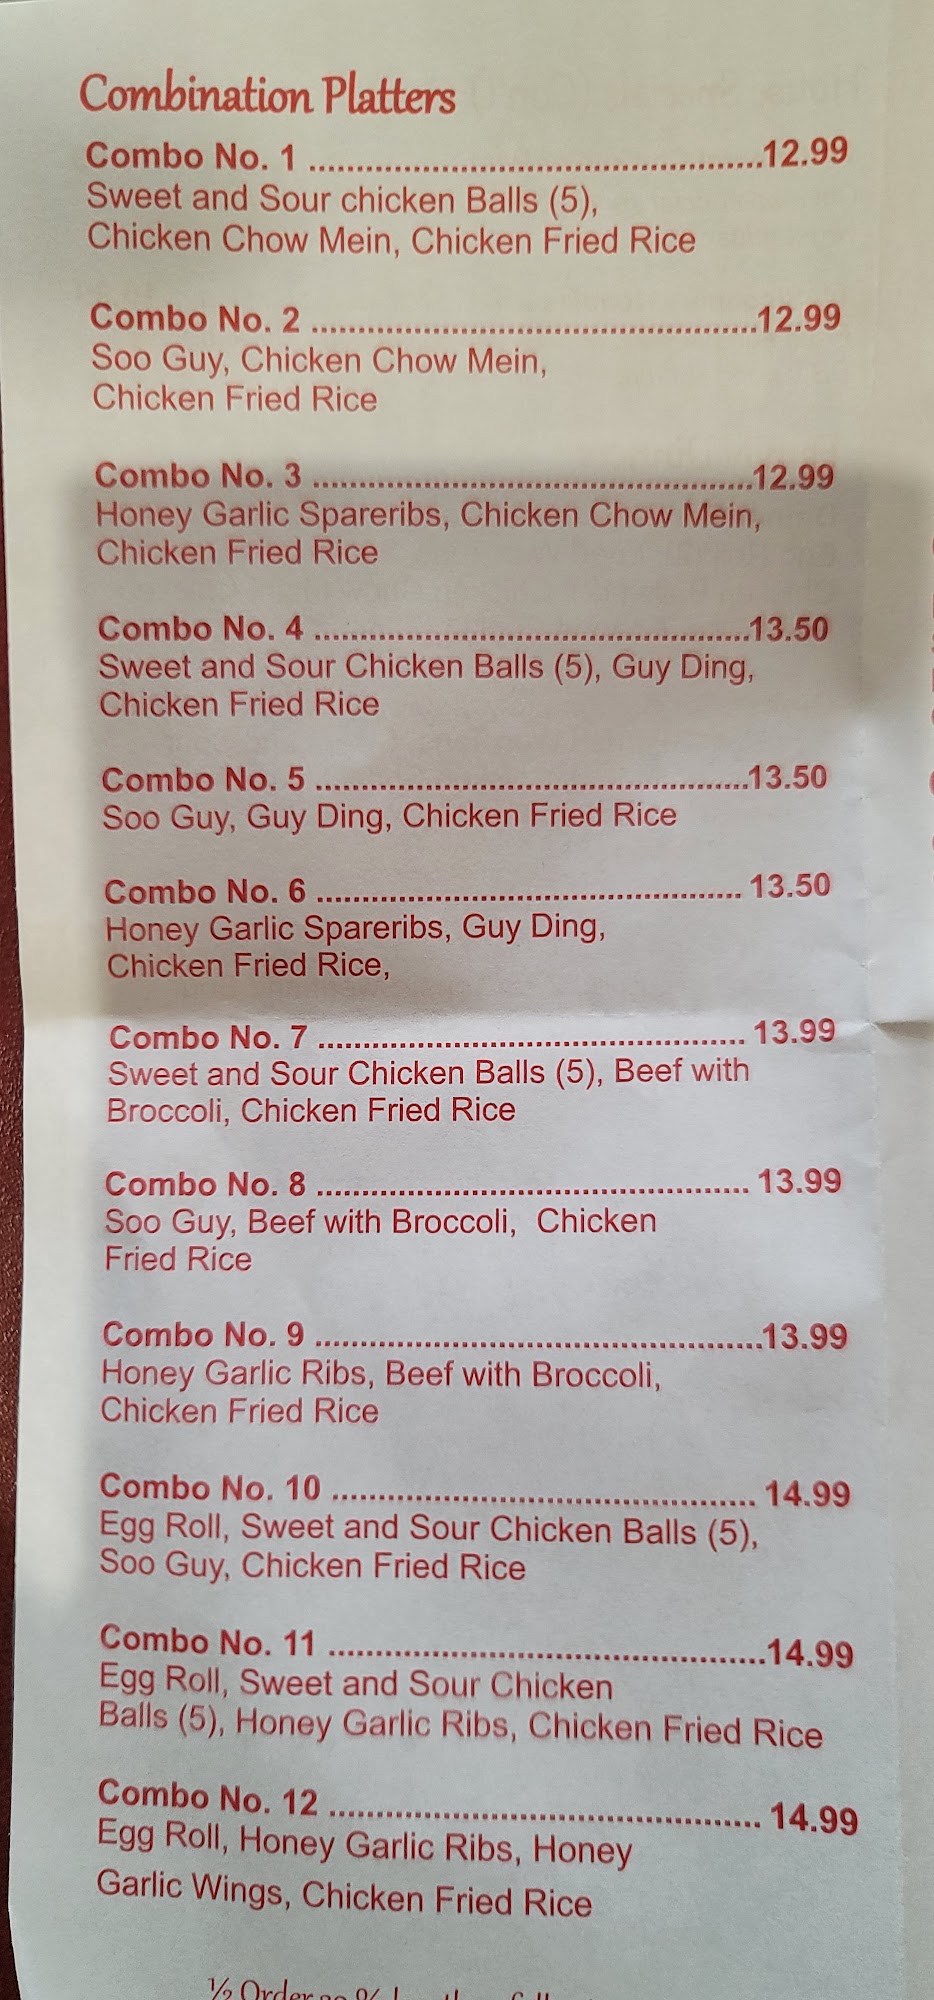 Combination Platters
Combo No. 1 ................................................12.99
Sweet and Sour chicken Balls (5),
Chicken Chow Mein, Chicken Fried Rice
Combo No. 2 ................................................12.99
Soo Guy, Chicken Chow Mein,
Chicken Fried Rice
Combo No. 3 ................................................12.99
Honey Garlic Spareribs, Chicken Chow Mein,
Chicken Fried Rice
Combo No. 4 ................................................13.50
Sweet and Sour Chicken Balls (5), Guy Ding,
Chicken Fried Rice
Combo No. 5 ................................................13.50
Soo Guy, Guy Ding, Chicken Fried Rice
Combo No. 6 ............................................... 13.50
Honey Garlic Spareribs, Guy Ding,
Chicken Fried Rice,
Combo No. 7 ............................................... 13.99
Sweet and Sour Chicken Balls (5), Beef with
Broccoli, Chicken Fried Rice
Combo No. 8 ............................................... 13.99
Soo Guy, Beef with Broccoli,  Chicken
Fried Rice
Combo No. 9 ................................................13.99
Honey Garlic Ribs, Beef with Broccoli,
Chicken Fried Rice
Combo No. 10 ............................................. 14.99
Egg Roll, Sweet and Sour Chicken Balls (5),
Soo Guy, Chicken Fried Rice
Combo No. 11 ..............................................14.99
Egg Roll, Sweet and Sour Chicken
Balls (5), Honey Garlic Ribs, Chicken Fried Rice
Combo No. 12 ............................................. 14.99
Egg Roll, Honey Garlic Ribs, Honey
Garlic Wings, Chicken Fried Rice
½ Order